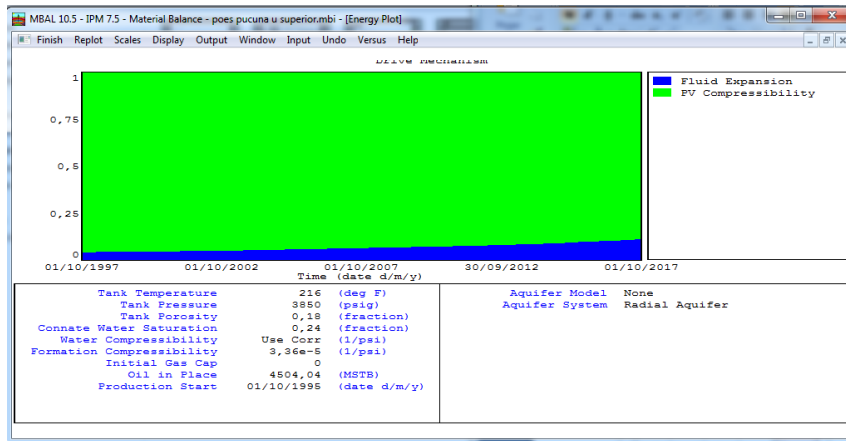 MBAL 10.5 - IPM 7.5 - Material Balance - poes pucuna u superior.mbi - [Energy Plot]
Finish Replot Scales Display Output Window Input Undo Versus Help
Drive Mechanism
1
0,75
0,5
0,25
0
01/10/1997 01/10/2002 01/10/2007 30/09/2012 01/10/2017
Time (date d/m/y)
Fluid Expansion
PV Compressibility
Tank Temperature 216 (deg F)
Tank Pressure 3850 (psig)
Tank Porosity 0,18 (fraction)
Connate Water Saturation 0,24 (fraction)
Water Compressibility Use Corr (1/psi)
Formation Compressibility 3,36e-5 (1/psi)
Initial Gas Cap 0
Oil in Place 4504,04 (MSTB)
Production Start 01/10/1995 (date d/m/y)
Aquifer Model None
Aquifer System Radial Aquifer